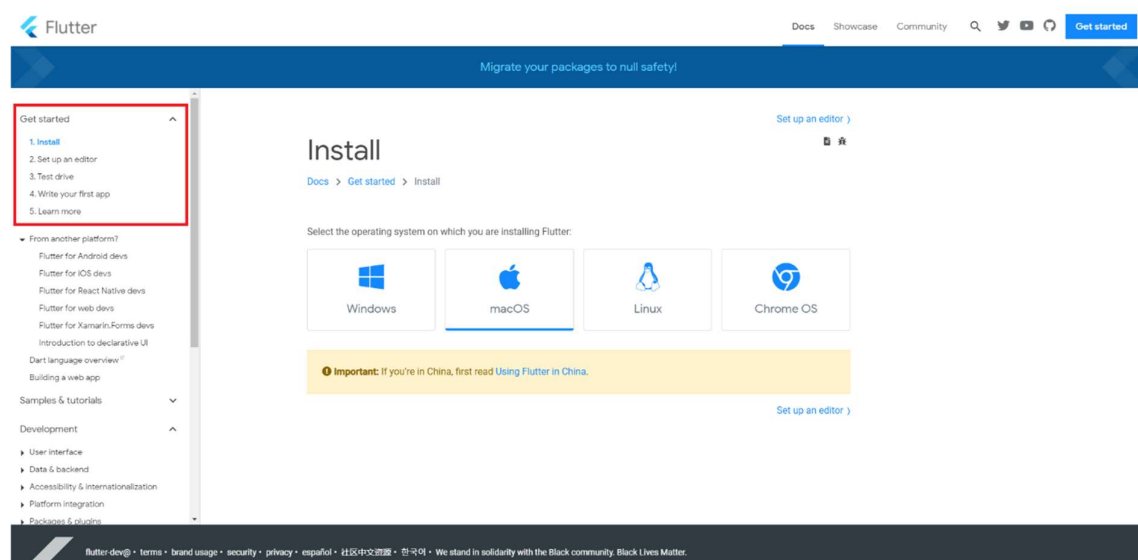 Flutter
Docs Showcase Community Get started
Migrate your packages to null safety!
Get started
1. Install
2. Set up an editor
3. Test drive
4. Write your first app
5. Learn more
From another platform?
Flutter for Android devs
Flutter for iOS devs
Flutter for React Native devs
Flutter for web devs
Flutter for Xamarin.Forms devs
Introduction to declarative UI
Dart language overview
Building a web app
Samples & tutorials
Development
User interface
Data & backend
Accessibility & internationalization
Platform integration
Packages & plugins
Set up an editor
Install
Docs > Get started > Install
Select the operating system on which you are installing Flutter:
Windows macOS Linux Chrome OS
Important: If you're in China, first read Using Flutter in China.
Set up an editor
flutter-dev@ • terms • brand usage • security • privacy • español • 社区中文资源 • 한국어 • We stand in solidarity with the Black community. Black Lives Matter.